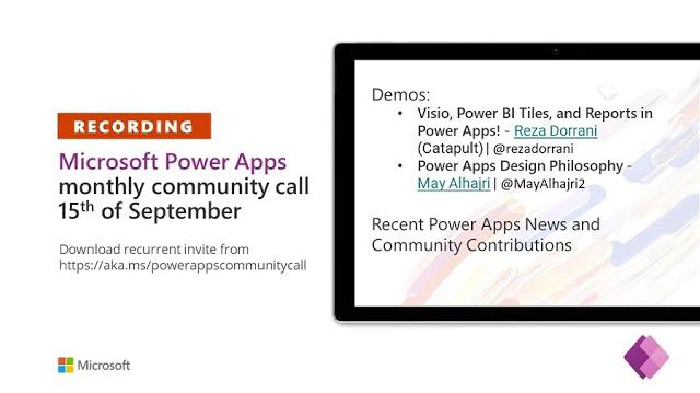 RECORDING
Microsoft Power Apps
monthly community call
15th of September
Download recurrent invite from
https://aka.ms/powerappscommunitycall
Microsoft
Demos:
• Visio, Power BI Tiles, and Reports in
Power Apps! - Reza Dorrani
(Catapult) | @rezadorrani
• Power Apps Design Philosophy -
May Alhajri | @MayAlhajri2
Recent Power Apps News and
Community Contributions